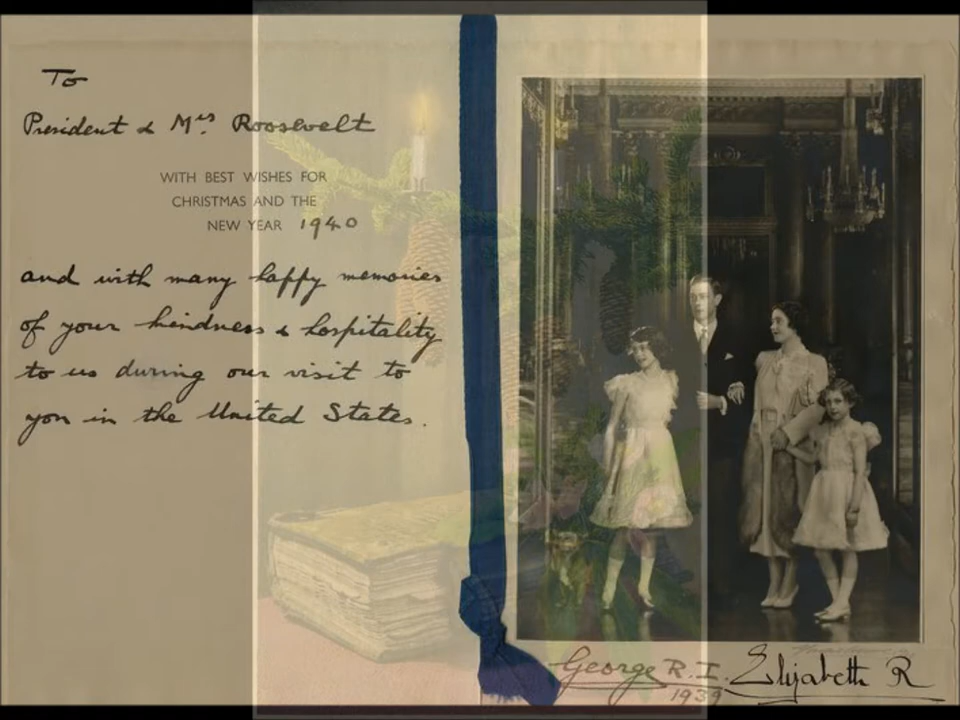 To
President & Mrs. Roosevelt
WITH BEST WISHES FOR
CHRISTMAS AND THE
NEW YEAR 1940
and with many happy memories
of your kindness & hospitality
to us during our visit to
you in the United States.
George R.I. Elizabeth R
1939